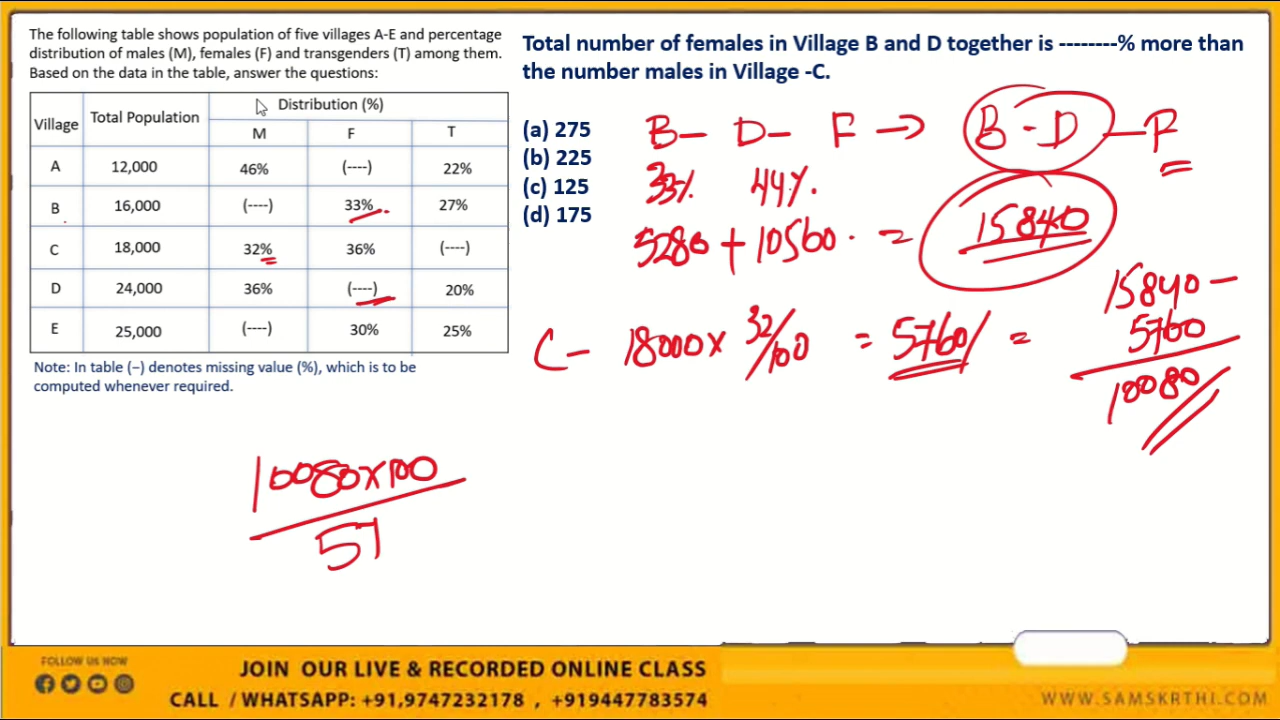 The following table shows population of five villages A-E and percentage
distribution of males (M), females (F) and transgenders (T) among them.
Based on the data in the table, answer the questions:
Village Total Population Distribution (%)
M F T
A 12,000 46% (----) 22%
B 16,000 (----) 33% 27%
C 18,000 32% 36% (----)
D 24,000 36% (----) 20%
E 25,000 (----) 30% 25%
Note: In table (–) denotes missing value (%), which is to be
computed whenever required.
Total number of females in Village B and D together is --------% more than
the number males in Village -C.
(a) 275
(b) 225
(c) 125
(d) 175
B- D- F → B - D - F
33% 44%.
5280 + 10560. = 15840
C - 18000 × 32/100 = 5760/ =
15840 -
5760
10080
10080×100
57
FOLLOW US NOW
JOIN OUR LIVE & RECORDED ONLINE CLASS
CALL / WHATSAPP: +91,9747232178 , +919447783574
WWW.SAMSKRTHI.COM